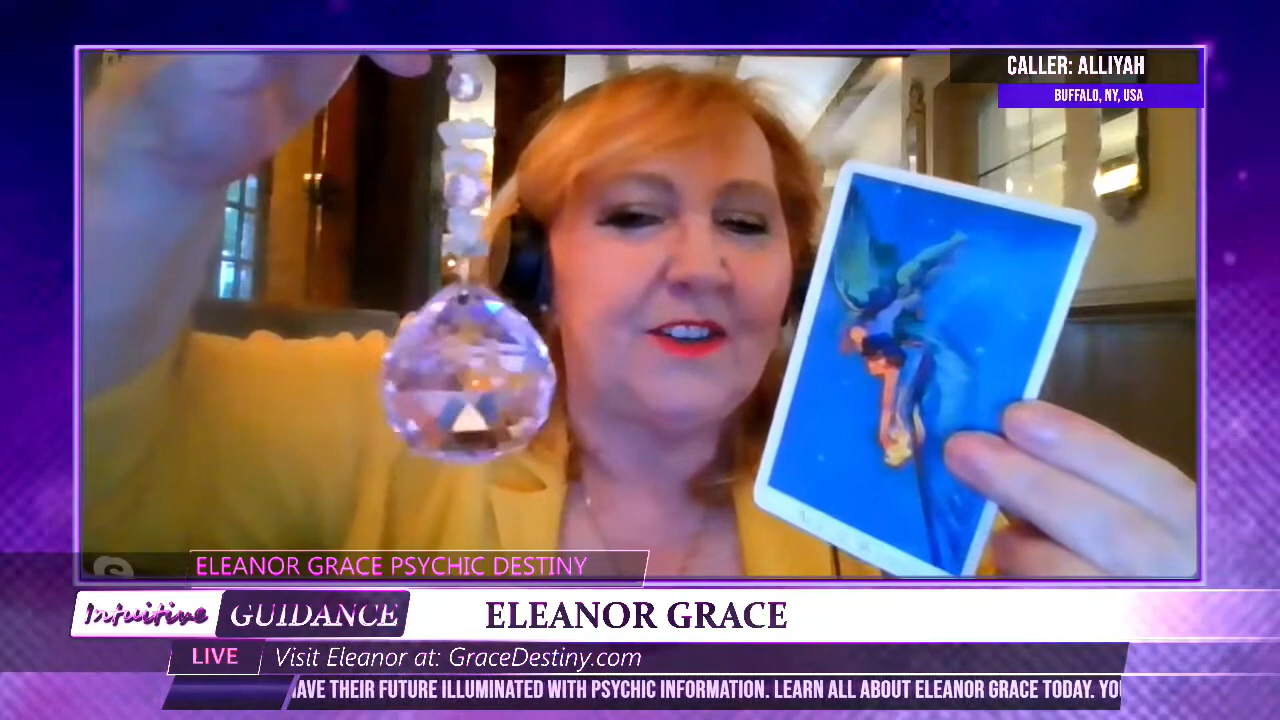 CALLER: ALLIYAH
BUFFALO, NY, USA
ELEANOR GRACE PSYCHIC DESTINY
Intuitive GUIDANCE
ELEANOR GRACE
LIVE Visit Eleanor at: GraceDestiny.com
AVE THEIR FUTURE ILLUMINATED WITH PSYCHIC INFORMATION. LEARN ALL ABOUT ELEANOR GRACE TODAY. YO